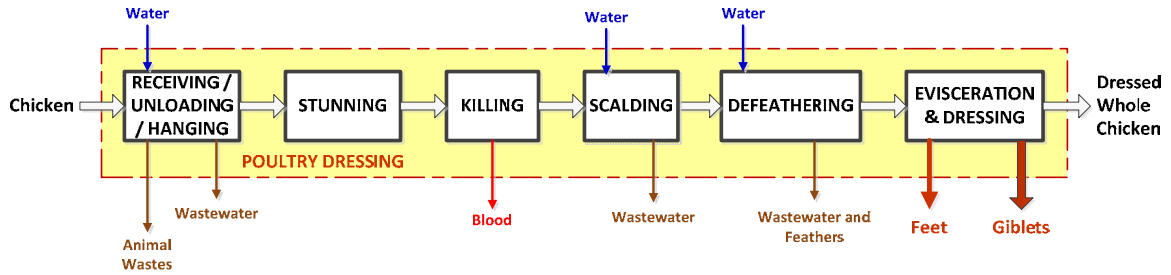 Water
Water
Water
Chicken
RECEIVING /
UNLOADING
/ HANGING
STUNNING
KILLING
SCALDING
DEFEATHERING
EVISCERATION
& DRESSING
Dressed
Whole
Chicken
POULTRY DRESSING
Animal
Wastes
Wastewater
Blood
Wastewater
Wastewater and
Feathers
Feet
Giblets